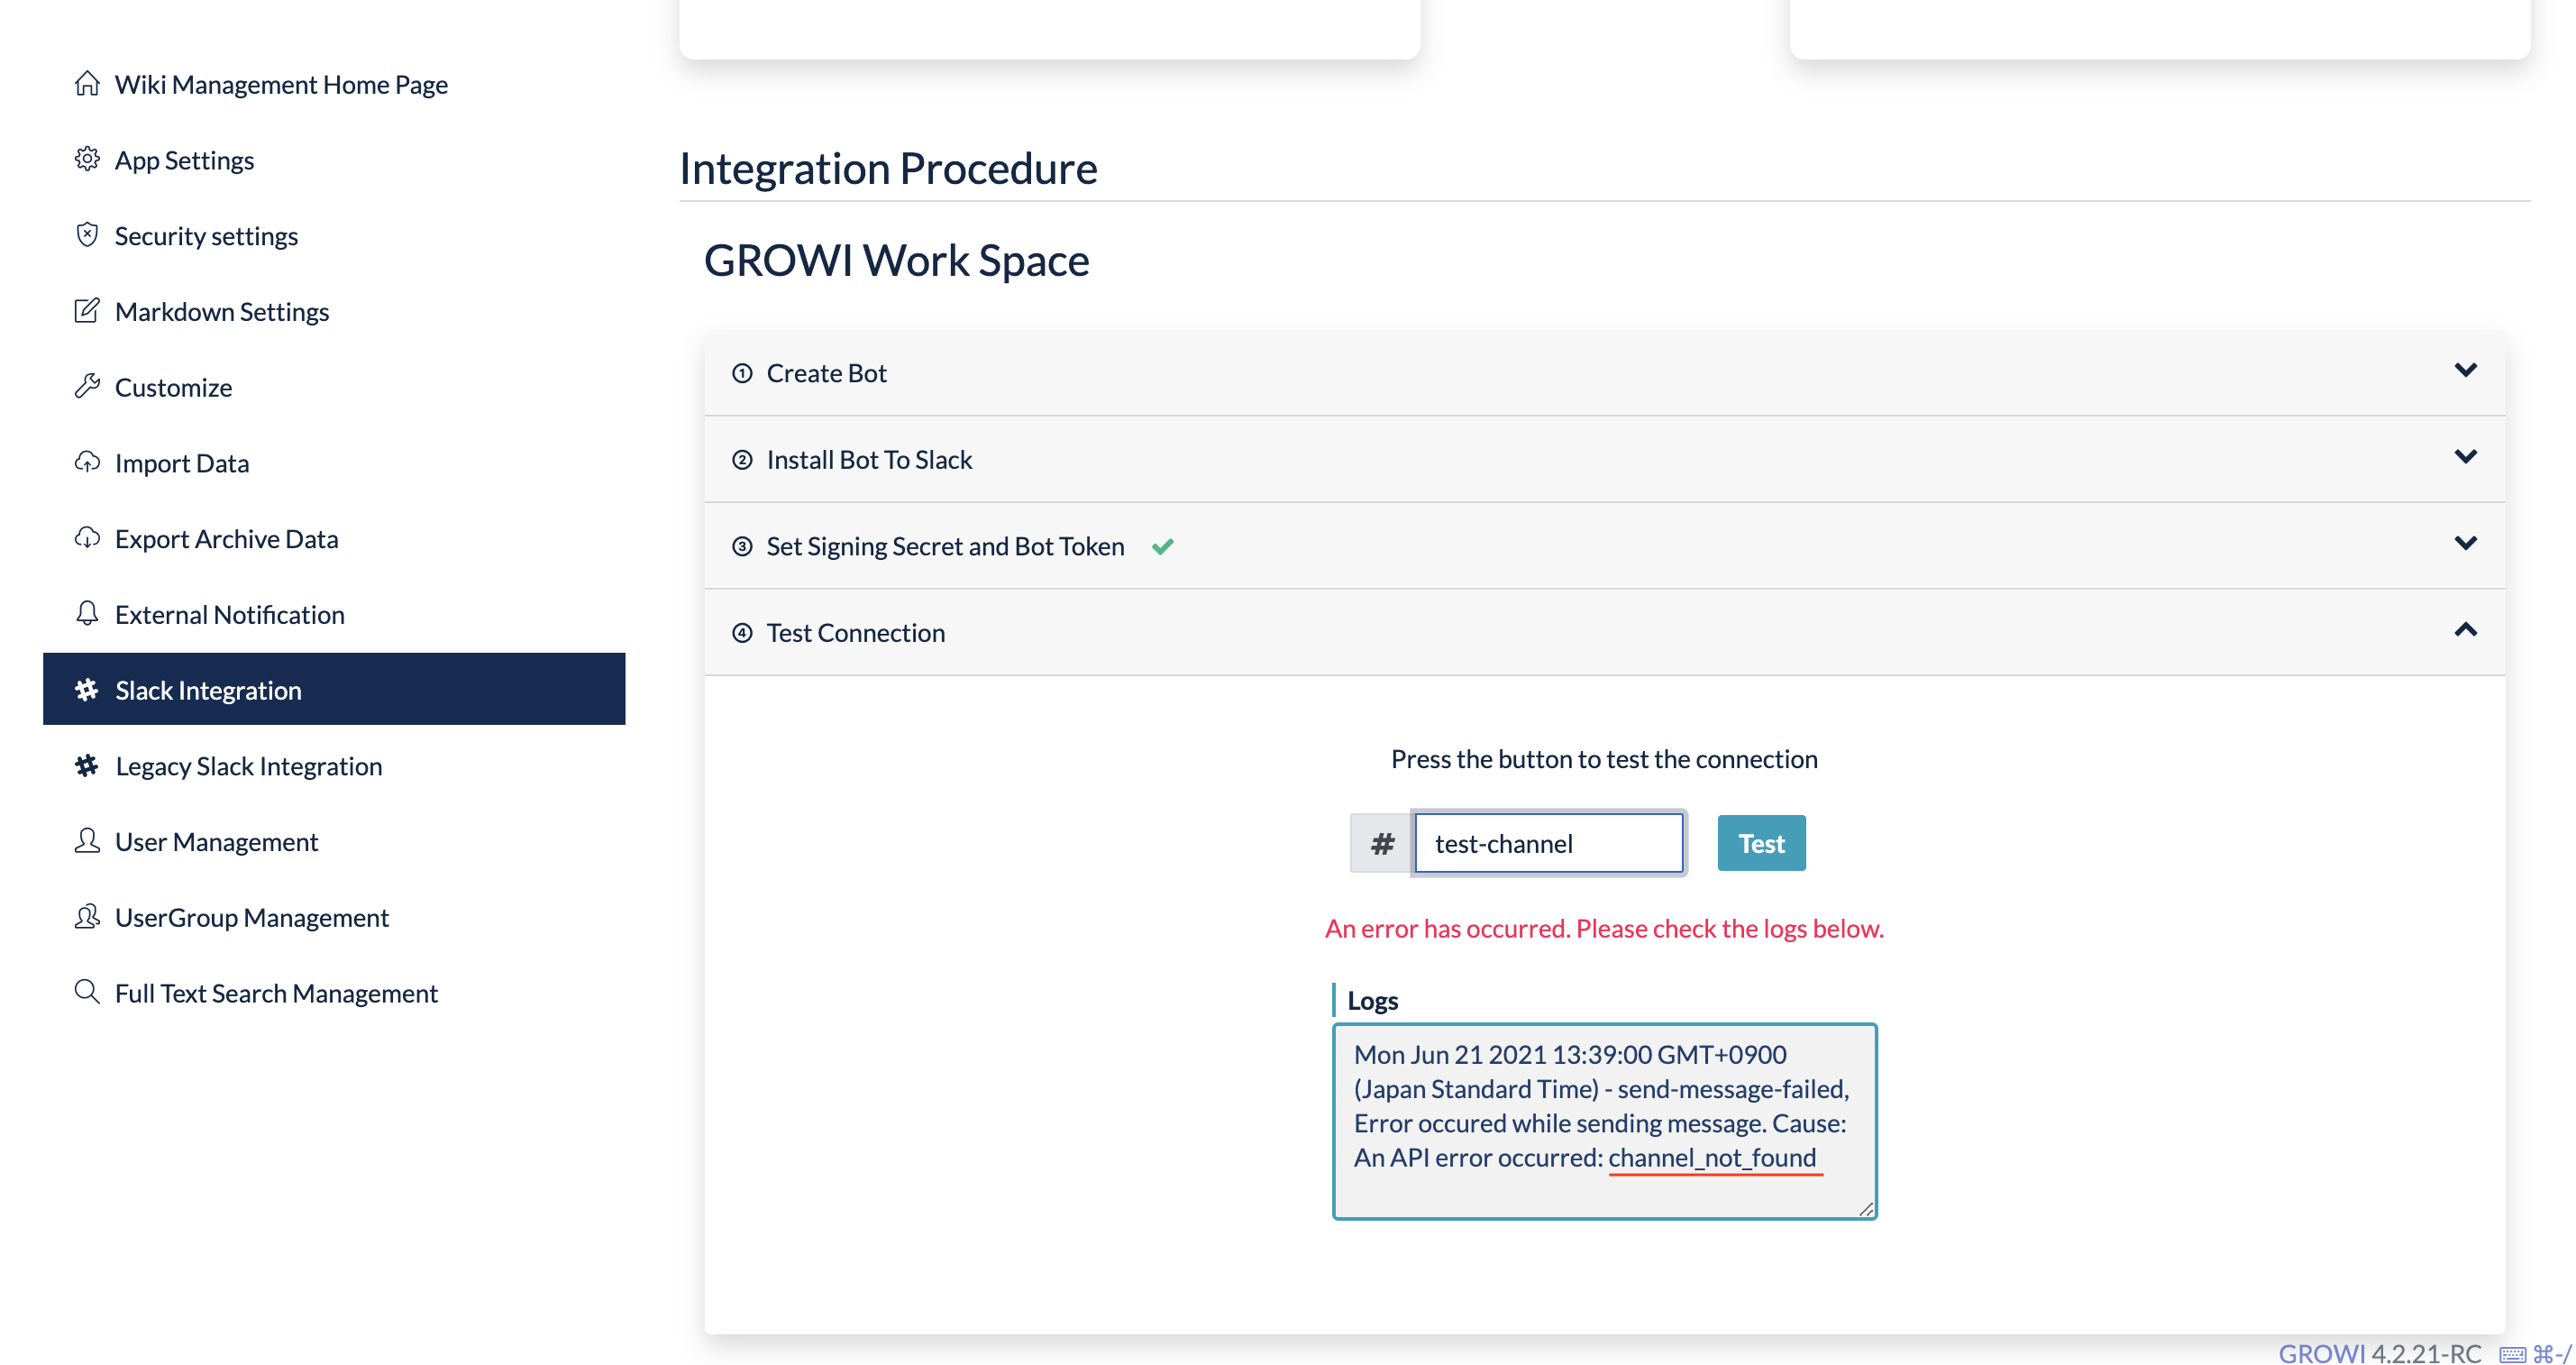 Wiki Management Home Page
App Settings
Security settings
Markdown Settings
Customize
Import Data
Export Archive Data
External Notification
Slack Integration
Legacy Slack Integration
User Management
UserGroup Management
Full Text Search Management
Integration Procedure
GROWI Work Space
① Create Bot
② Install Bot To Slack
③ Set Signing Secret and Bot Token
④ Test Connection
Press the button to test the connection
# test-channel Test
An error has occurred. Please check the logs below.
Logs
Mon Jun 21 2021 13:39:00 GMT+0900
(Japan Standard Time) - send-message-failed,
Error occured while sending message. Cause:
An API error occurred: channel_not_found
GROWI 4.2.21-RC ⌘-/